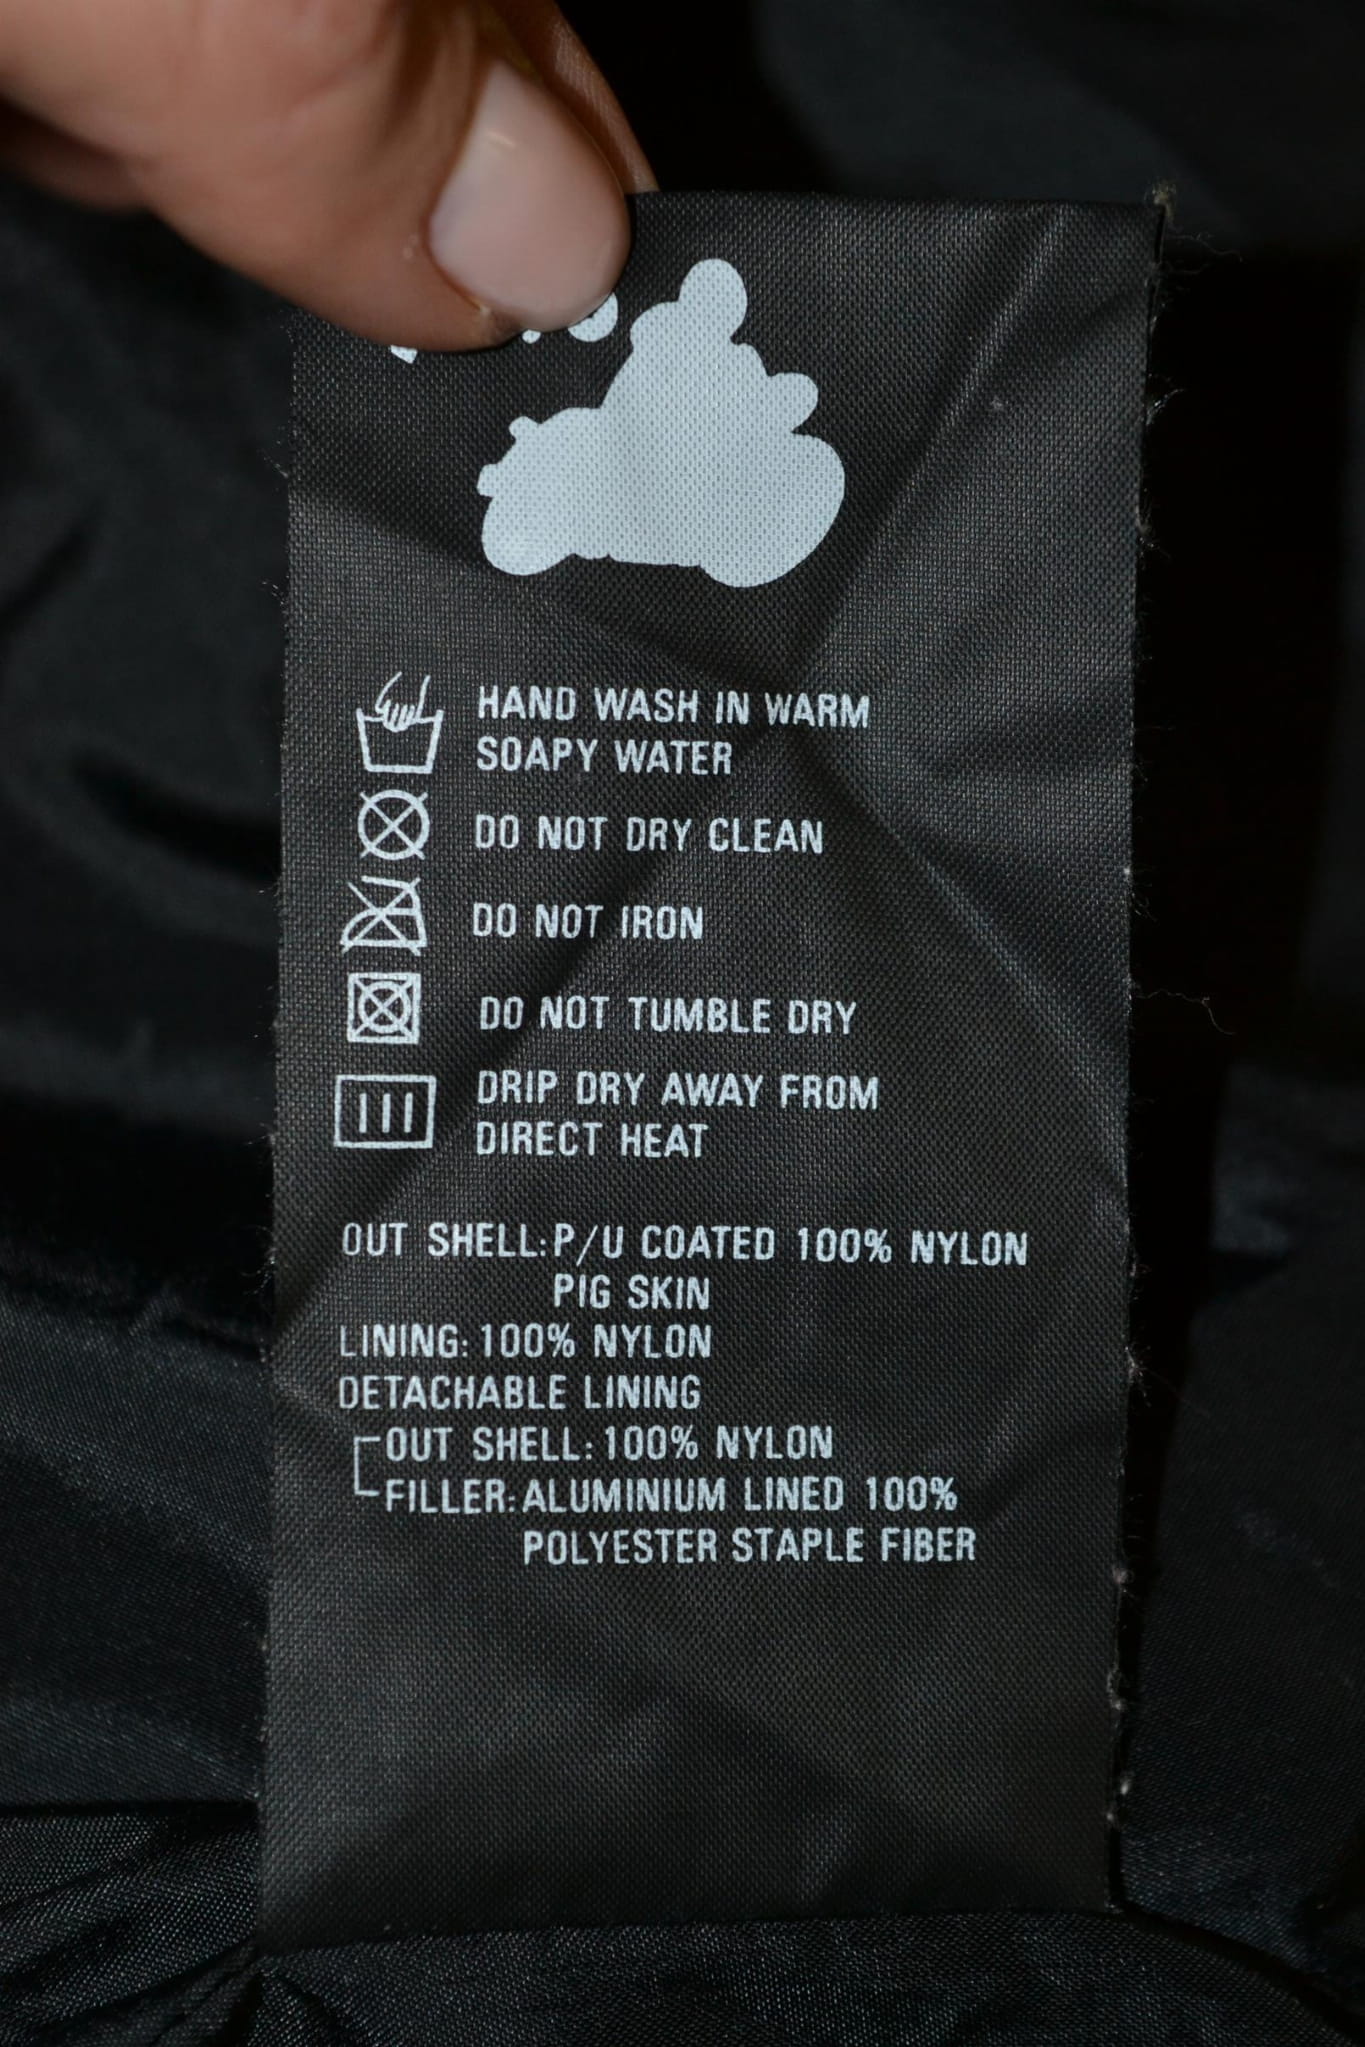 HAND WASH IN WARM
SOAPY WATER
DO NOT DRY CLEAN
DO NOT IRON
DO NOT TUMBLE DRY
DRIP DRY AWAY FROM
DIRECT HEAT
OUT SHELL: P/U COATED 100% NYLON
PIG SKIN
LINING: 100% NYLON
DETACHABLE LINING
OUT SHELL: 100% NYLON
FILLER: ALUMINIUM LINED 100%
POLYESTER STAPLE FIBER